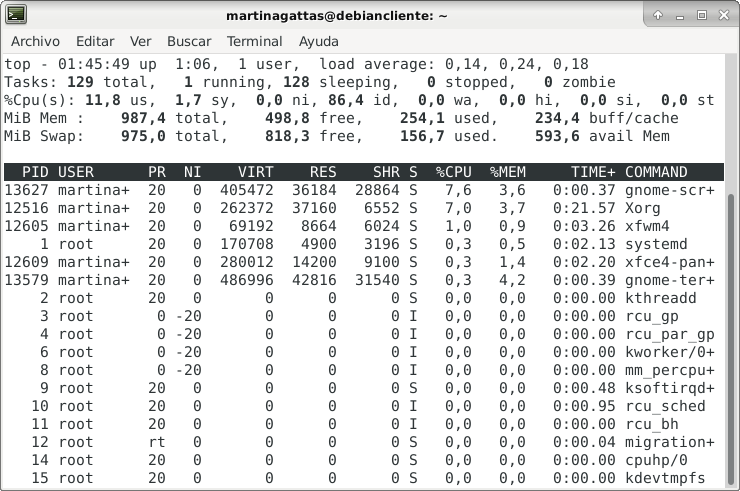 martinagattas@debiancliente: ~
Archivo Editar Ver Buscar Terminal Ayuda
top - 01:45:49 up  1:06,  1 user,  load average: 0,14, 0,24, 0,18
Tasks: 129 total,   1 running, 128 sleeping,   0 stopped,   0 zombie
%Cpu(s): 11,8 us,  1,7 sy,  0,0 ni, 86,4 id,  0,0 wa,  0,0 hi,  0,0 si,  0,0 st
MiB Mem :    987,4 total,    498,8 free,    254,1 used,    234,4 buff/cache
MiB Swap:    975,0 total,    818,3 free,    156,7 used.    593,6 avail Mem
  PID USER      PR  NI    VIRT    RES    SHR S  %CPU  %MEM     TIME+ COMMAND
13627 martina+  20   0  405472  36184  28864 S   7,6   3,6   0:00.37 gnome-scr+
12516 martina+  20   0  262372  37160   6552 S   7,0   3,7   0:21.57 Xorg
12605 martina+  20   0   69192   8664   6024 S   1,0   0,9   0:03.26 xfwm4
    1 root      20   0  170708   4900   3196 S   0,3   0,5   0:02.13 systemd
12609 martina+  20   0  280012  14200   9100 S   0,3   1,4   0:02.20 xfce4-pan+
13579 martina+  20   0  486996  42816  31540 S   0,3   4,2   0:00.39 gnome-ter+
    2 root      20   0       0      0      0 S   0,0   0,0   0:00.00 kthreadd
    3 root       0 -20       0      0      0 I   0,0   0,0   0:00.00 rcu_gp
    4 root       0 -20       0      0      0 I   0,0   0,0   0:00.00 rcu_par_gp
    6 root       0 -20       0      0      0 I   0,0   0,0   0:00.00 kworker/0+
    8 root       0 -20       0      0      0 I   0,0   0,0   0:00.00 mm_percpu+
    9 root      20   0       0      0      0 S   0,0   0,0   0:00.48 ksoftirqd+
   10 root      20   0       0      0      0 I   0,0   0,0   0:00.95 rcu_sched
   11 root      20   0       0      0      0 I   0,0   0,0   0:00.00 rcu_bh
   12 root      rt   0       0      0      0 S   0,0   0,0   0:00.04 migration+
   14 root      20   0       0      0      0 S   0,0   0,0   0:00.00 cpuhp/0
   15 root      20   0       0      0      0 S   0,0   0,0   0:00.00 kdevtmpfs